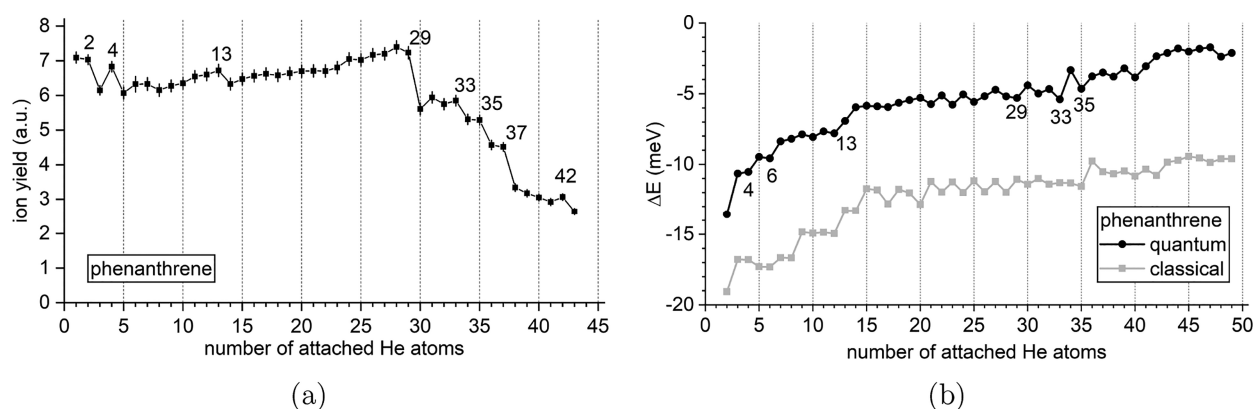 8
7
6
5
4
3
2
1
0
ion yield (a.u.)
2
4
13
29
33
35
37
42
phenanthrene
0 5 10 15 20 25 30 35 40 45
number of attached He atoms
(a)
0
-5
-10
-15
-20
ΔE (meV)
4
6
13
29
33
35
phenanthrene
quantum
classical
0 5 10 15 20 25 30 35 40 45 50
number of attached He atoms
(b)